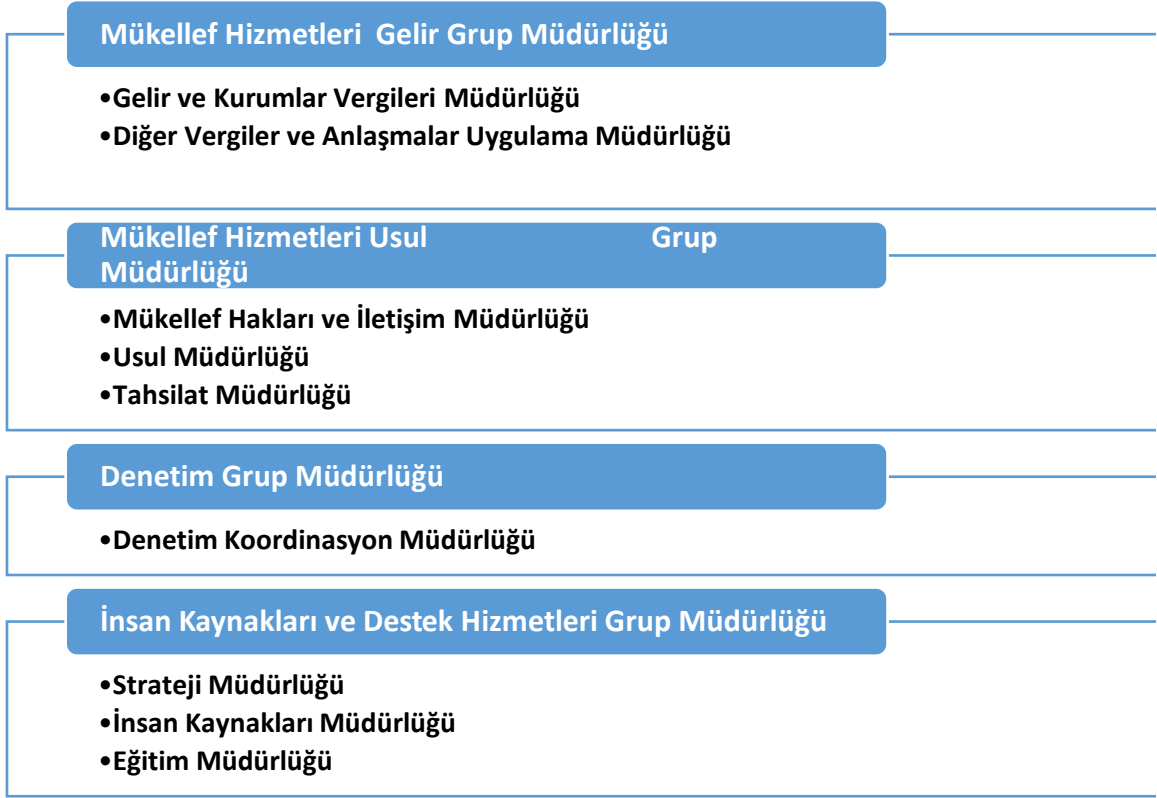 Mükellef Hizmetleri Gelir Grup Müdürlüğü
•Gelir ve Kurumlar Vergileri Müdürlüğü
•Diğer Vergiler ve Anlaşmalar Uygulama Müdürlüğü
Mükellef Hizmetleri Usul Grup
Müdürlüğü
•Mükellef Hakları ve İletişim Müdürlüğü
•Usul Müdürlüğü
•Tahsilat Müdürlüğü
Denetim Grup Müdürlüğü
•Denetim Koordinasyon Müdürlüğü
İnsan Kaynakları ve Destek Hizmetleri Grup Müdürlüğü
•Strateji Müdürlüğü
•İnsan Kaynakları Müdürlüğü
•Eğitim Müdürlüğü